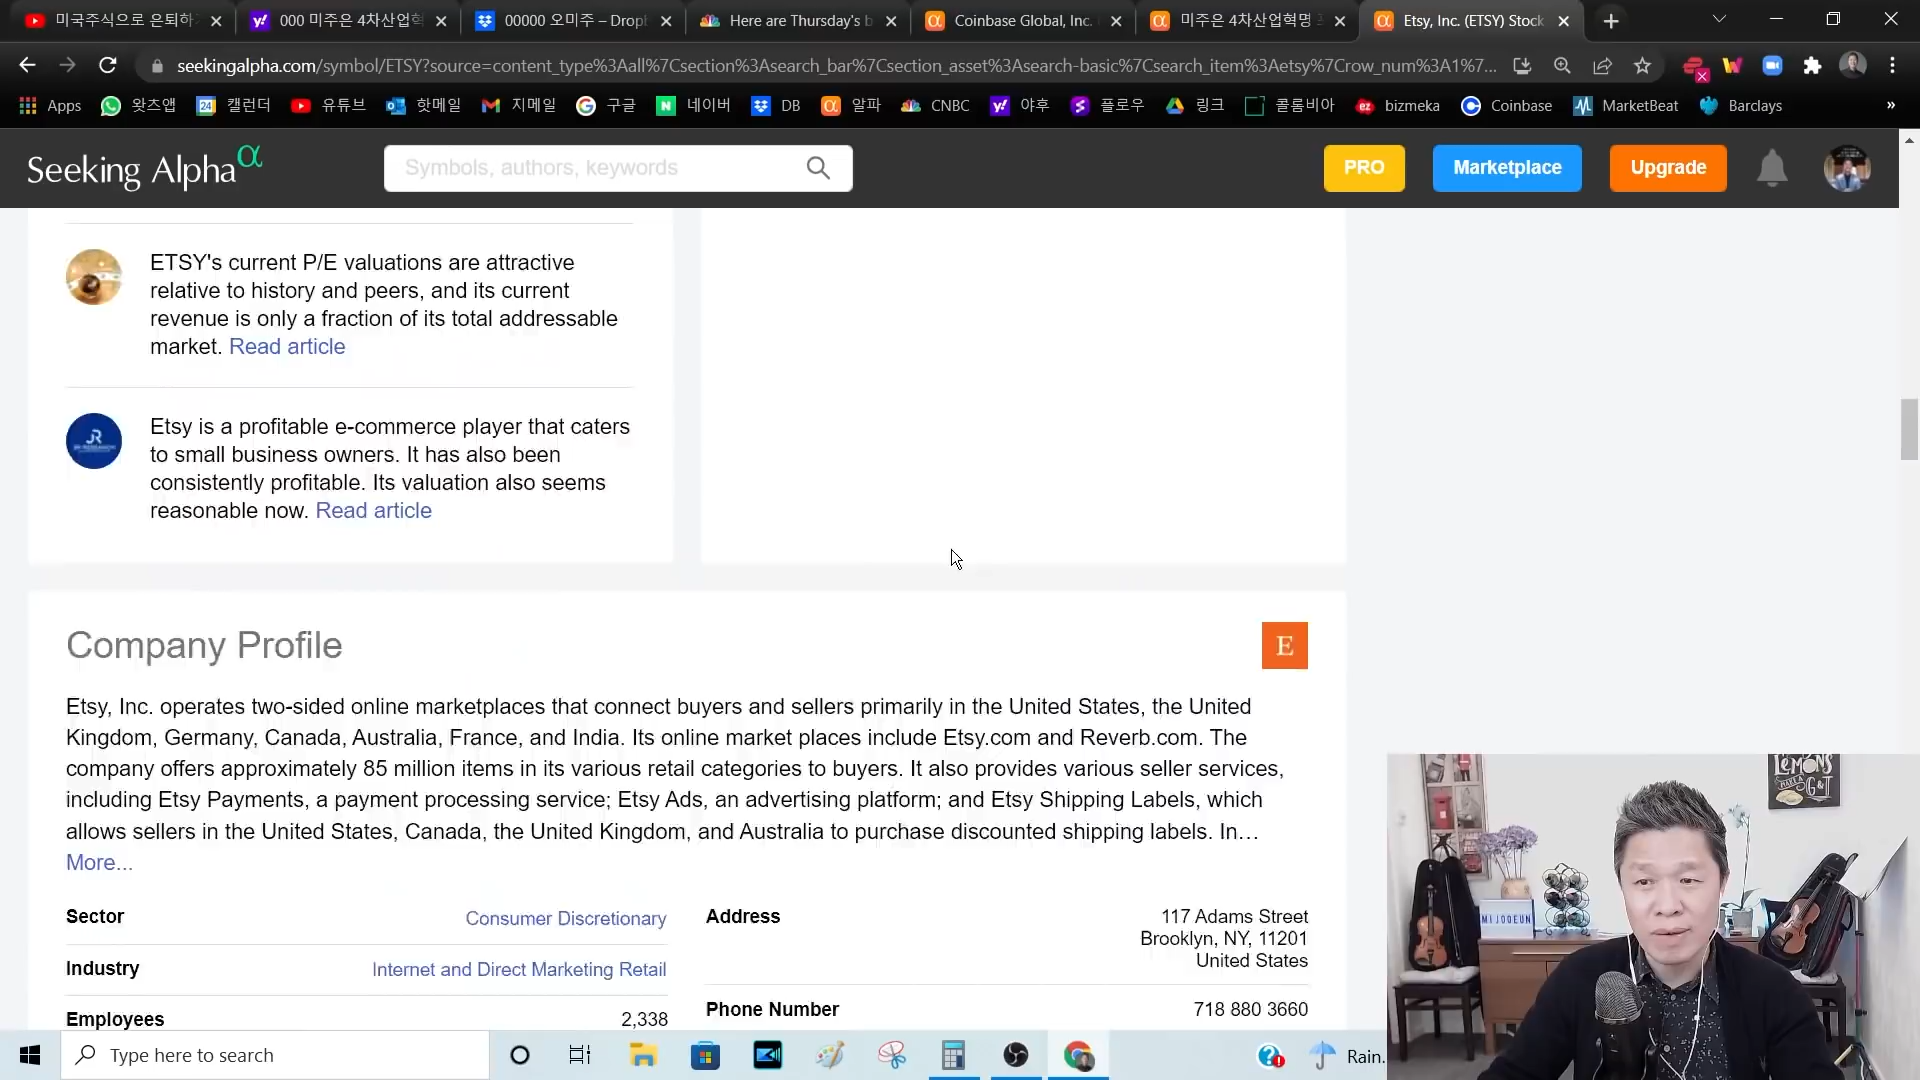 미국주식으로 은퇴하
000 미주은 4차산업혁
00000 오미주 – Drop
Here are Thursday's b
Coinbase Global, Inc.
미주은 4차산업혁명
Etsy, Inc. (ETSY) Stock
seekingalpha.com/symbol/ETSY?source=content_type%3Aall%7Csection%3Asearch_bar%7Csection_asset%3Asearch-basic%7Csearch_item%3Aetsy%7Crow_num%3A1%7...
Apps 왓츠앱 캘린더 유튜브 핫메일 지메일 구글 네이버 DB 알파 CNBC 야후 플로우 링크 콜롬비아 bizmeka Coinbase MarketBeat Barclays »
Seeking Alpha α
Symbols, authors, keywords
PRO
Marketplace
Upgrade
ETSY's current P/E valuations are attractive
relative to history and peers, and its current
revenue is only a fraction of its total addressable
market. Read article
JR
Etsy is a profitable e-commerce player that caters
to small business owners. It has also been
consistently profitable. Its valuation also seems
reasonable now. Read article
Company Profile
E
Etsy, Inc. operates two-sided online marketplaces that connect buyers and sellers primarily in the United States, the United
Kingdom, Germany, Canada, Australia, France, and India. Its online market places include Etsy.com and Reverb.com. The
company offers approximately 85 million items in its various retail categories to buyers. It also provides various seller services,
including Etsy Payments, a payment processing service; Etsy Ads, an advertising platform; and Etsy Shipping Labels, which
allows sellers in the United States, Canada, the United Kingdom, and Australia to purchase discounted shipping labels. In…
More...
Sector Consumer Discretionary
Industry Internet and Direct Marketing Retail
Employees 2,338
Address 117 Adams Street
Brooklyn, NY, 11201
United States
Phone Number 718 880 3660
LEMONS
G&T
MIJOOEUN
Type here to search
Rain.